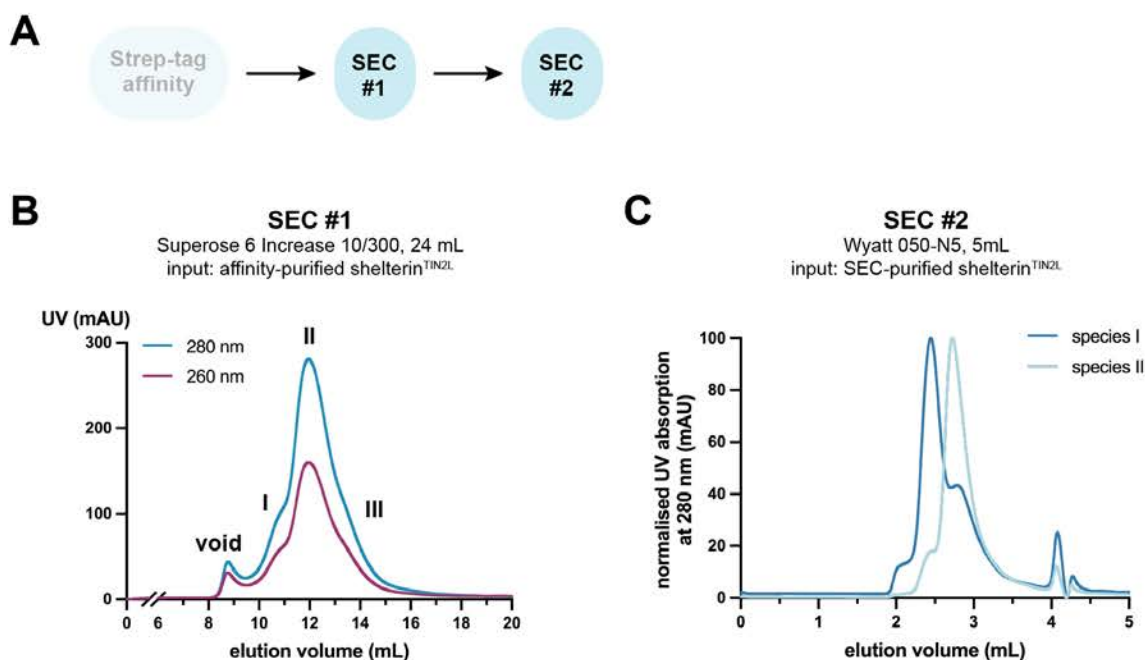 A
Strep-tag
affinity
SEC
#1
SEC
#2
B
SEC #1
Superose 6 Increase 10/300, 24 mL
input: affinity-purified shelterinTIN2L
UV (mAU)
300
200
100
0
280 nm
260 nm
void
I
II
III
0 6 8 10 12 14 16 18 20
elution volume (mL)
C
SEC #2
Wyatt 050-N5, 5mL
input: SEC-purified shelterinTIN2L
normalised UV absorption
at 280 nm (mAU)
100
80
60
40
20
0
species I
species II
0 1 2 3 4 5
elution volume (mL)